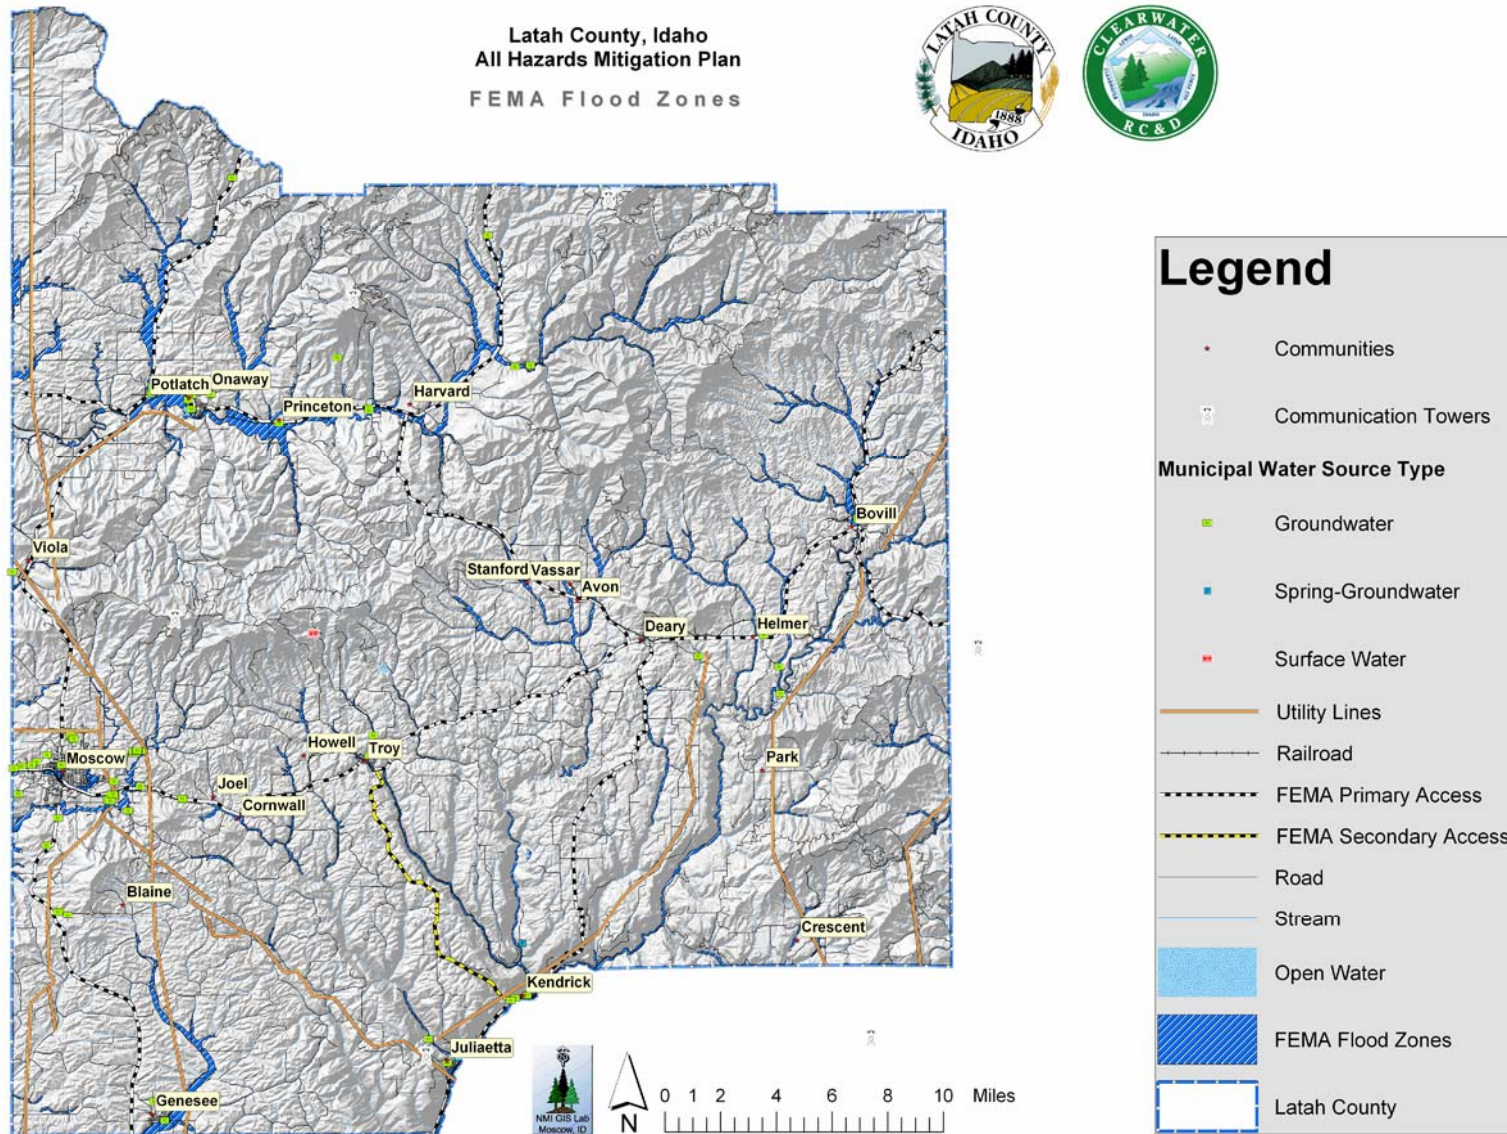 Latah County, Idaho
All Hazards Mitigation Plan
FEMA Flood Zones
LATAH COUNTY
1888
IDAHO
CLEARWATER
IDAHO
RC&D
Potlatch
Onaway
Princeton
Harvard
Bovill
Viola
Stanford
Vassar
Avon
Deary
Helmer
Howell
Troy
Moscow
Park
Joel
Cornwall
Blaine
Crescent
Kendrick
Juliaetta
Genesee
NMI GIS Lab
Moscow, ID
N
0 1 2 4 6 8 10 Miles
Legend
Communities
Communication Towers
Municipal Water Source Type
Groundwater
Spring-Groundwater
Surface Water
Utility Lines
Railroad
FEMA Primary Access
FEMA Secondary Access
Road
Stream
Open Water
FEMA Flood Zones
Latah County